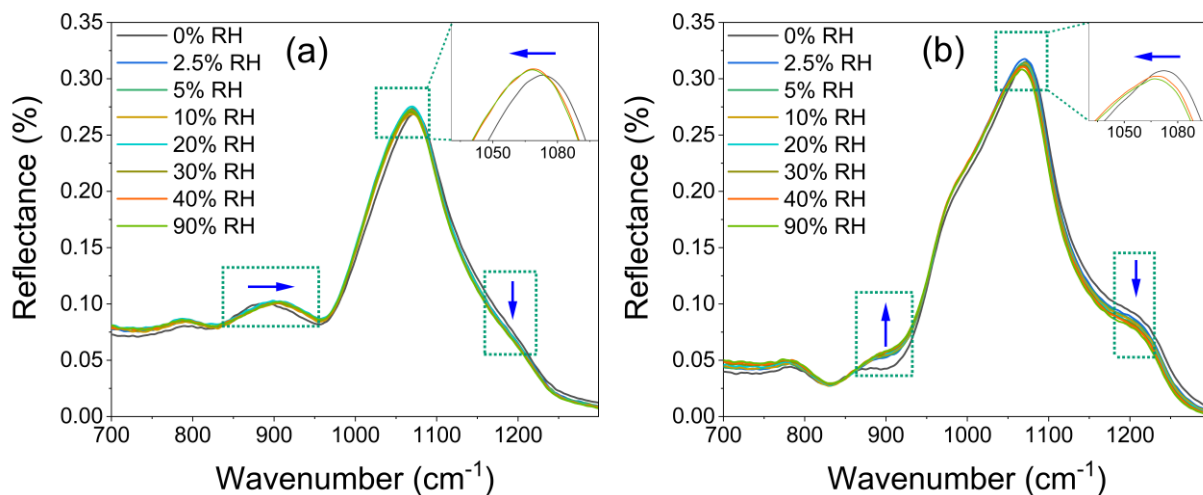 (a)
0% RH
2.5% RH
5% RH
10% RH
20% RH
30% RH
40% RH
90% RH
1050 1080
0.35
0.30
0.25
0.20
0.15
0.10
0.05
0.00
Reflectance (%)
700 800 900 1000 1100 1200
Wavenumber (cm⁻¹)
(b)
0% RH
2.5% RH
5% RH
10% RH
20% RH
30% RH
40% RH
90% RH
1050 1080
0.35
0.30
0.25
0.20
0.15
0.10
0.05
0.00
Reflectance (%)
700 800 900 1000 1100 1200
Wavenumber (cm⁻¹)